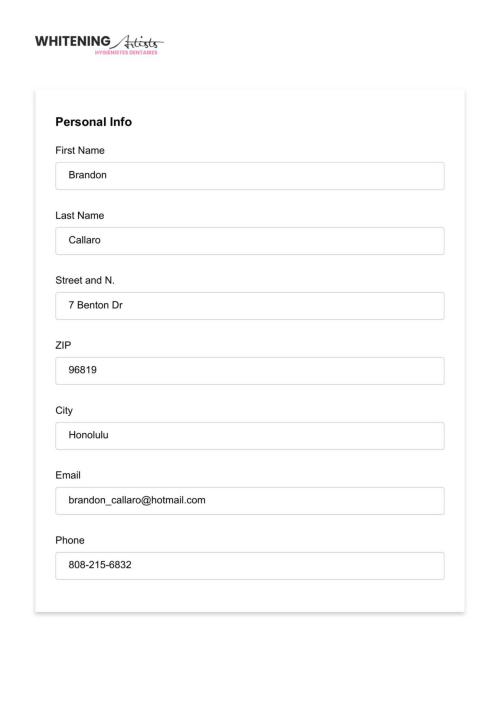 WHITENING Artists
HYGIÉNISTES DENTAIRES
Personal Info
First Name
Brandon
Last Name
Callaro
Street and N.
7 Benton Dr
ZIP
96819
City
Honolulu
Email
brandon_callaro@hotmail.com
Phone
808-215-6832